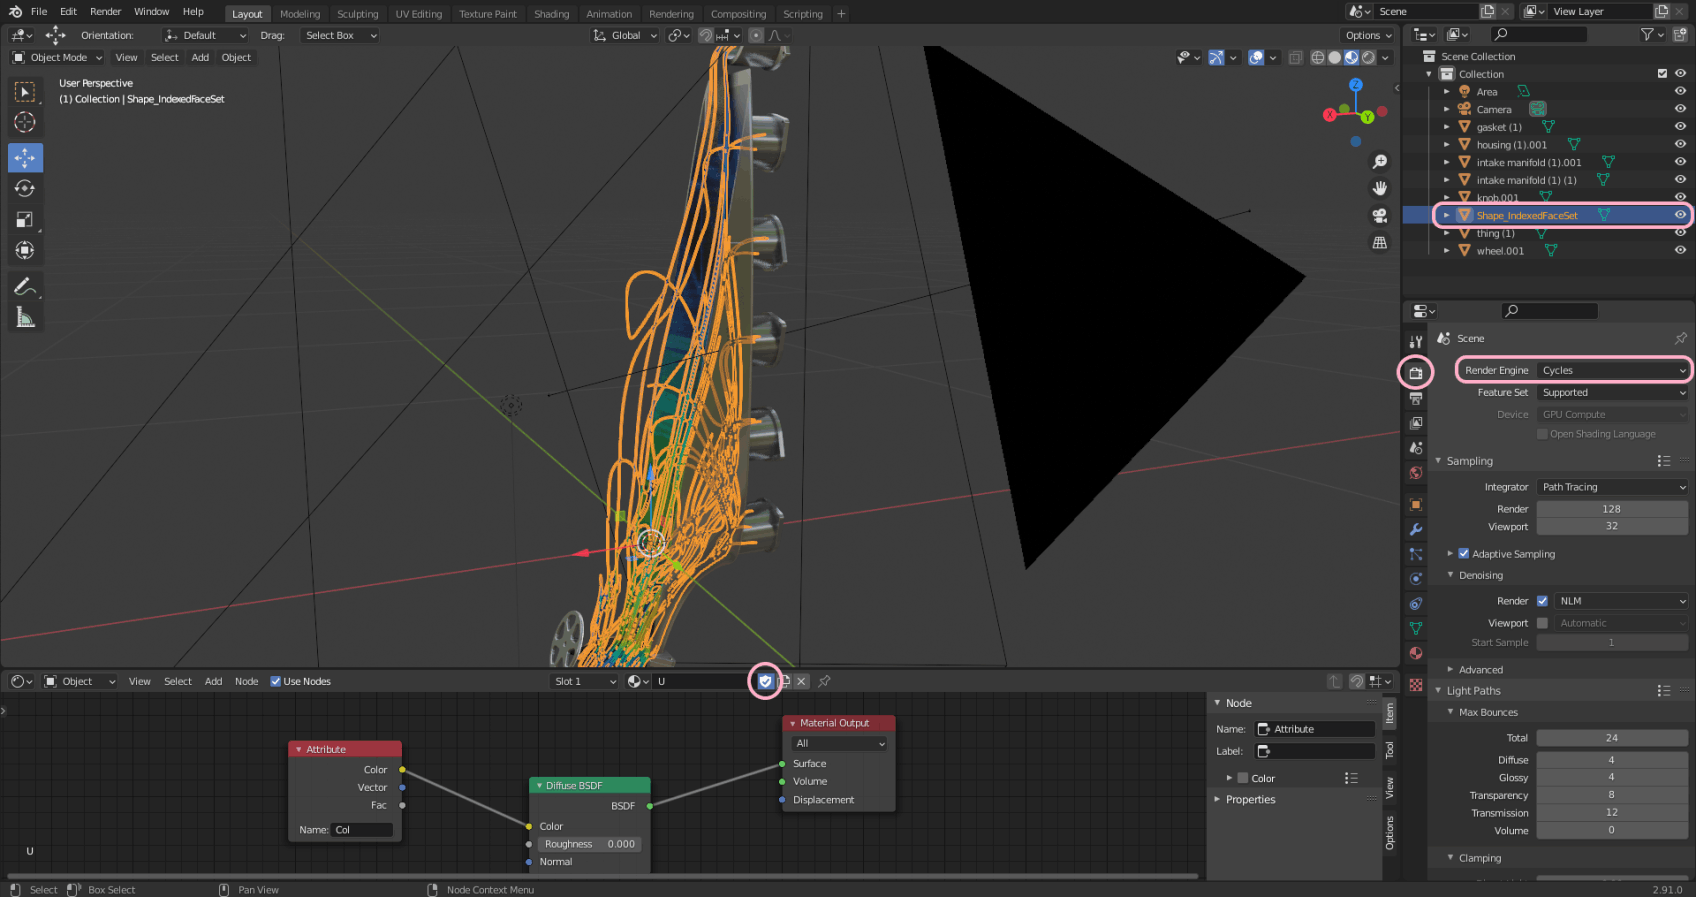 File Edit Render Window Help Layout Modeling Sculpting UV Editing Texture Paint Shading Animation Rendering Compositing Scripting + Scene View Layer
Orientation: Default Drag: Select Box Global Options
Object Mode View Select Add Object
User Perspective
(1) Collection | Shape_IndexedFaceSet
Z
X
Y
Scene Collection
Collection
Area
Camera
gasket (1)
housing (1).001
intake manifold (1).001
intake manifold (1) (1)
knob.001
Shape_IndexedFaceSet
thing (1)
wheel.001
Scene
Render Engine Cycles
Feature Set Supported
Device GPU Compute
Open Shading Language
Sampling
Integrator Path Tracing
Render 128
Viewport 32
Adaptive Sampling
Denoising
Render NLM
Viewport Automatic
Start Sample 1
Advanced
Light Paths
Max Bounces
Total 24
Diffuse 4
Glossy 4
Transparency 8
Transmission 12
Volume 0
Clamping
Object View Select Add Node Use Nodes Slot 1 U
Attribute
Color
Vector
Fac
Name: Col
Diffuse BSDF
BSDF
Color
Roughness 0.000
Normal
Material Output
All
Surface
Volume
Displacement
U
Node
Name: Attribute
Label:
Color
Properties
Item
Tool
View
Options
Select Box Select Pan View Node Context Menu 2.91.0